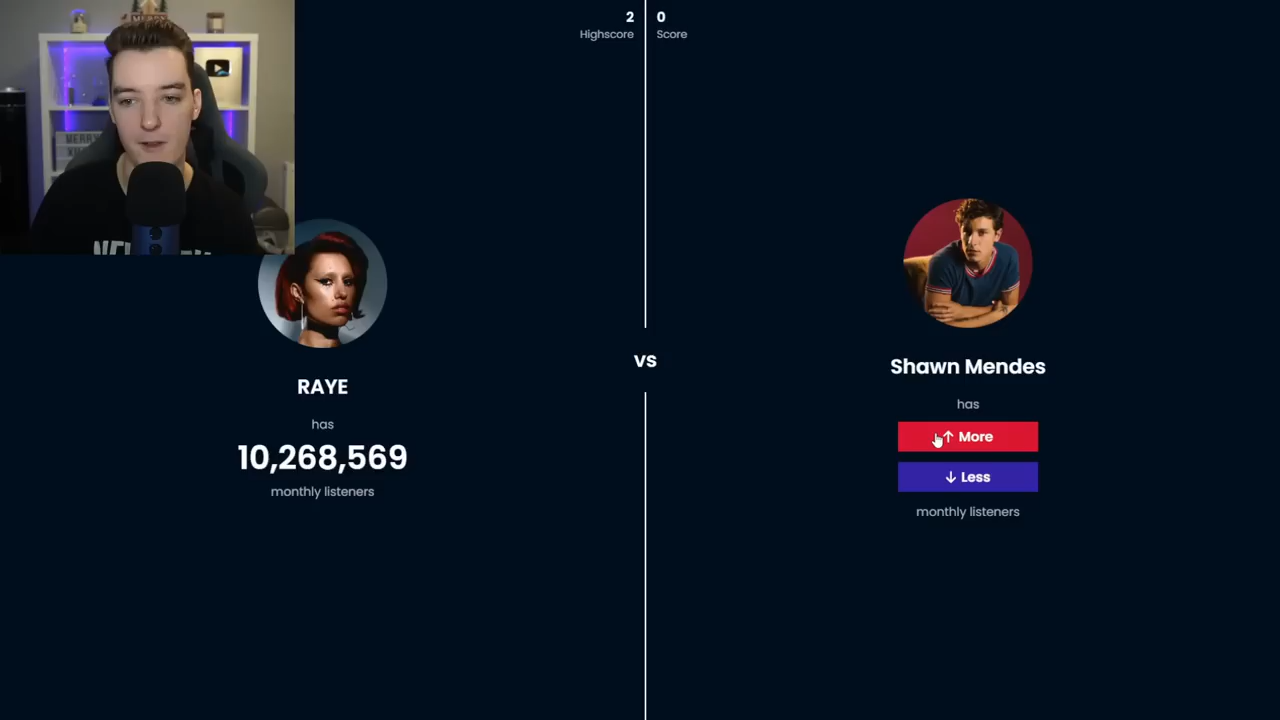 2
Highscore
0
Score
MERRY
RAYE
has
10,268,569
monthly listeners
VS
Shawn Mendes
has
↑ More
↓ Less
monthly listeners